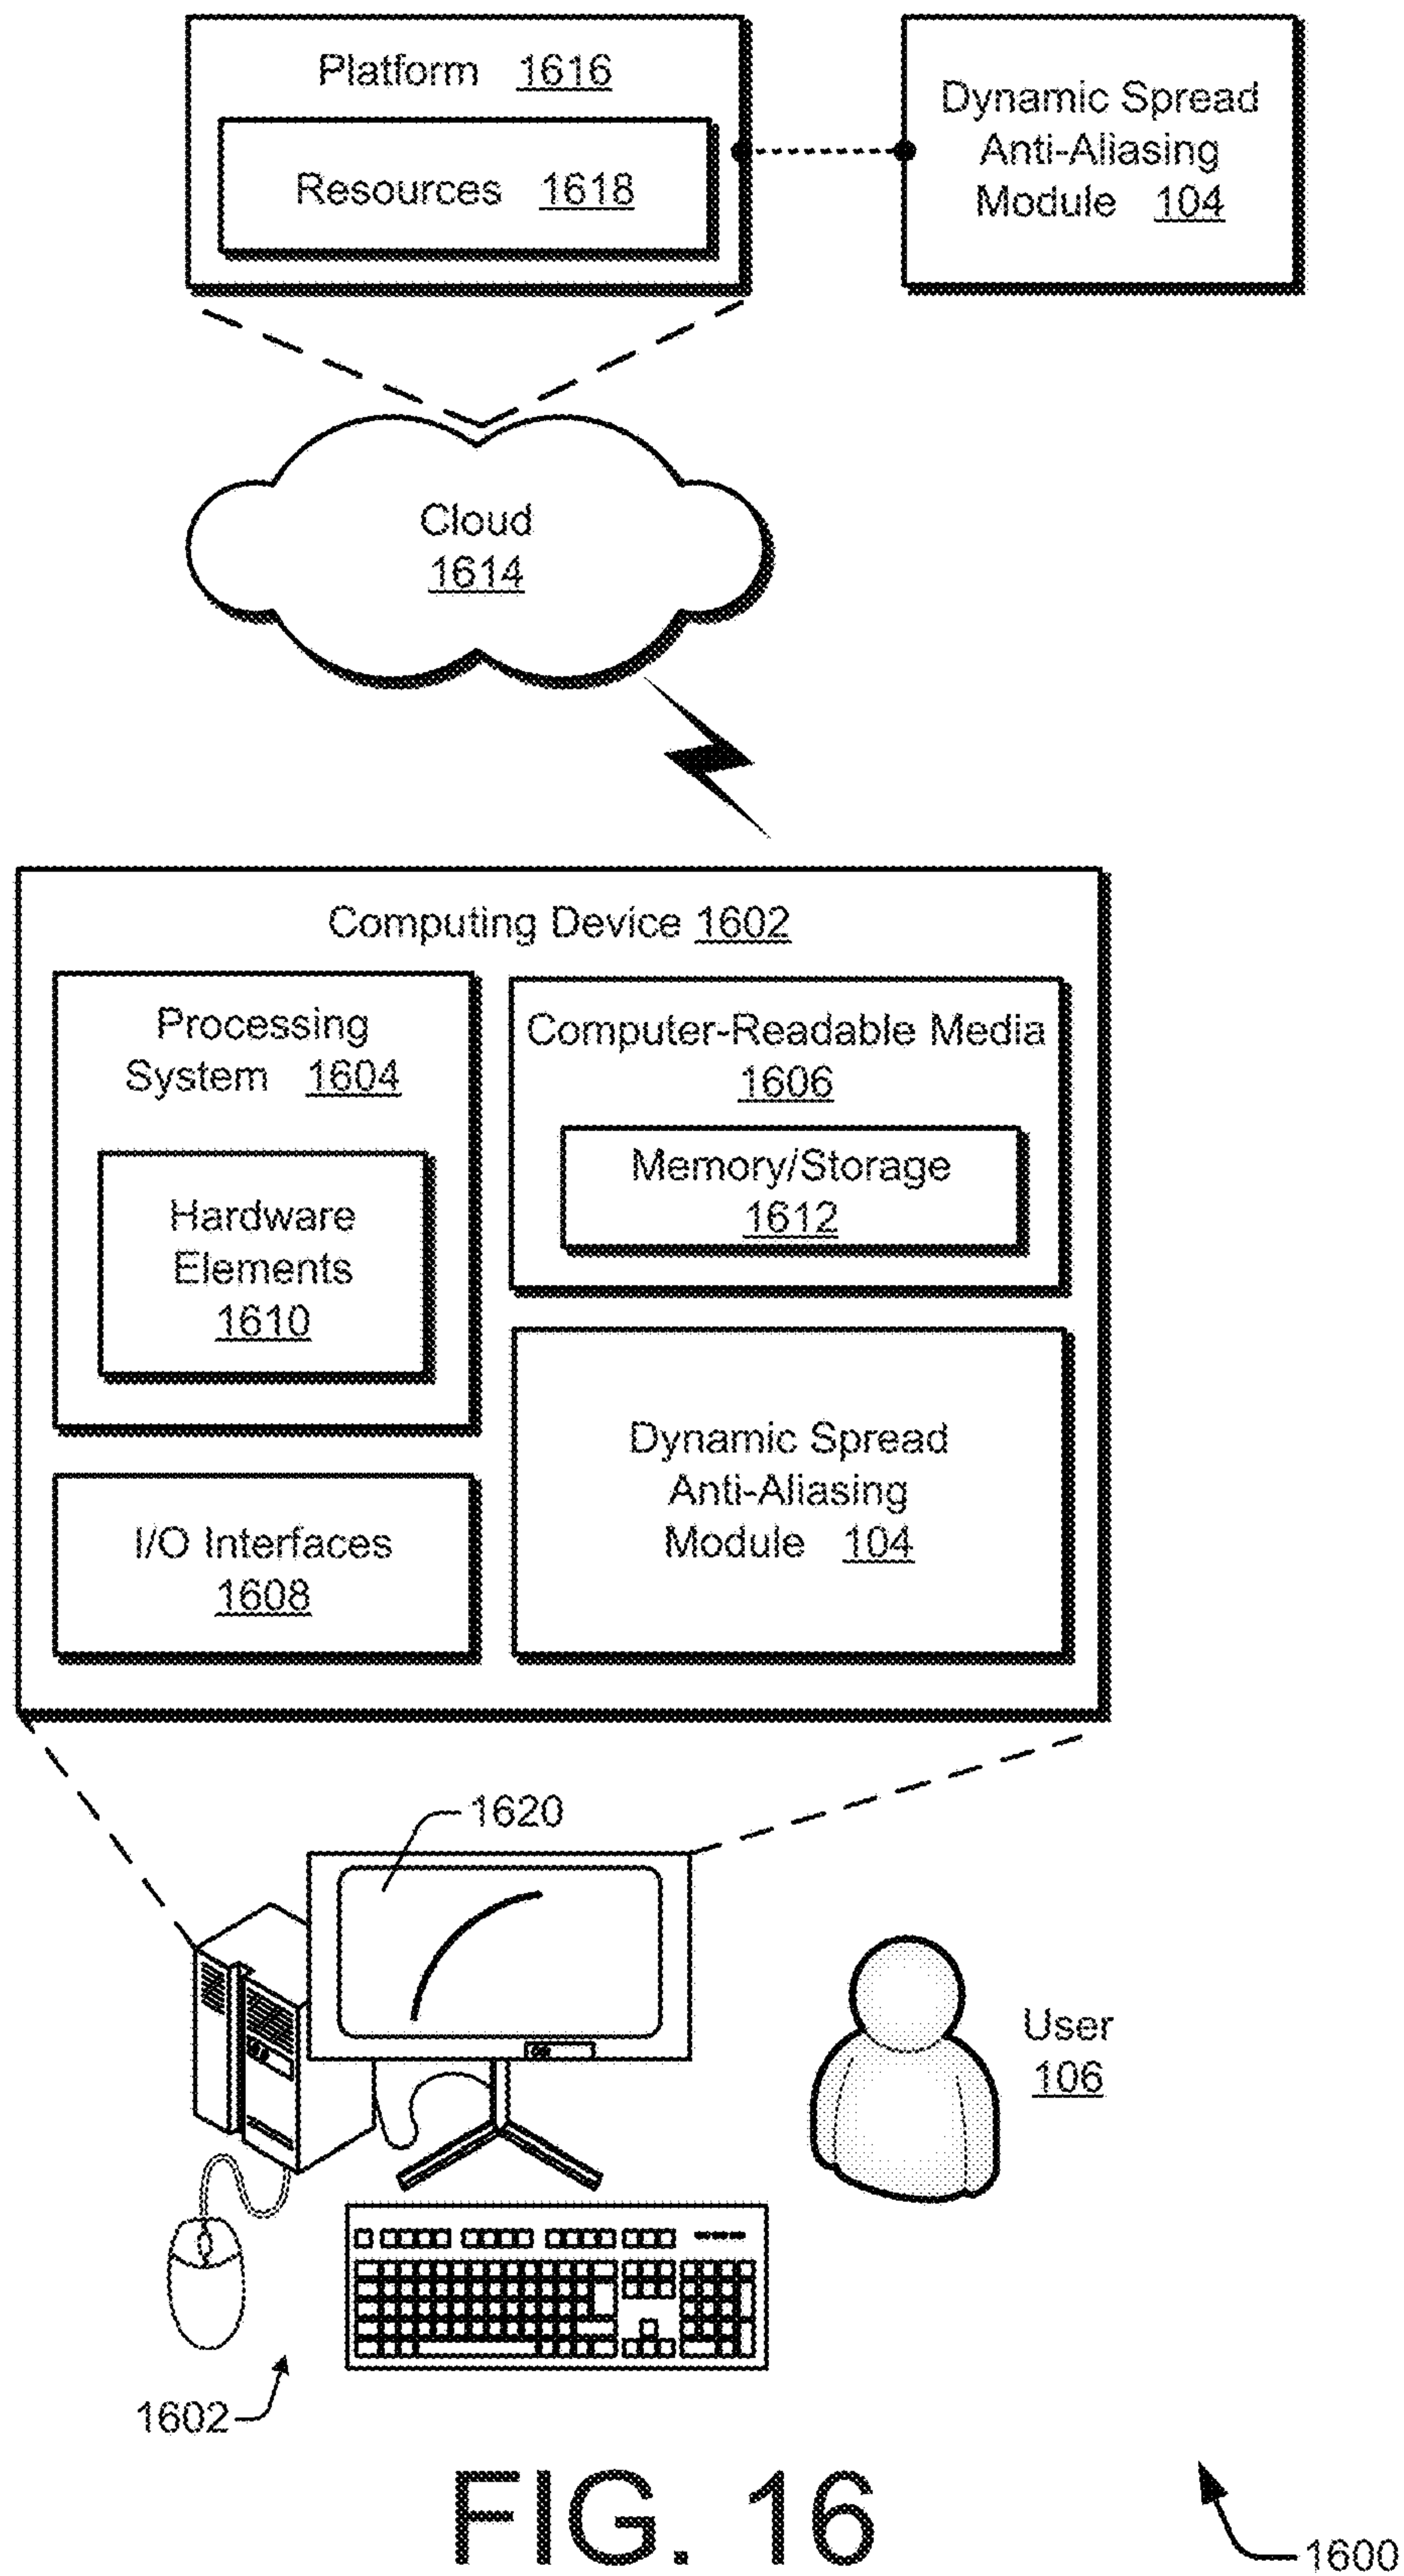 Platform 1616
Resources 1618
Dynamic Spread
Anti-Aliasing
Module 104
Cloud
1614
Computing Device 1602
Processing
System 1604
Hardware
Elements
1610
Computer-Readable Media
1606
Memory/Storage
1612
I/O Interfaces
1608
Dynamic Spread
Anti-Aliasing
Module 104
1620
User
106
1602
FIG. 16
1600